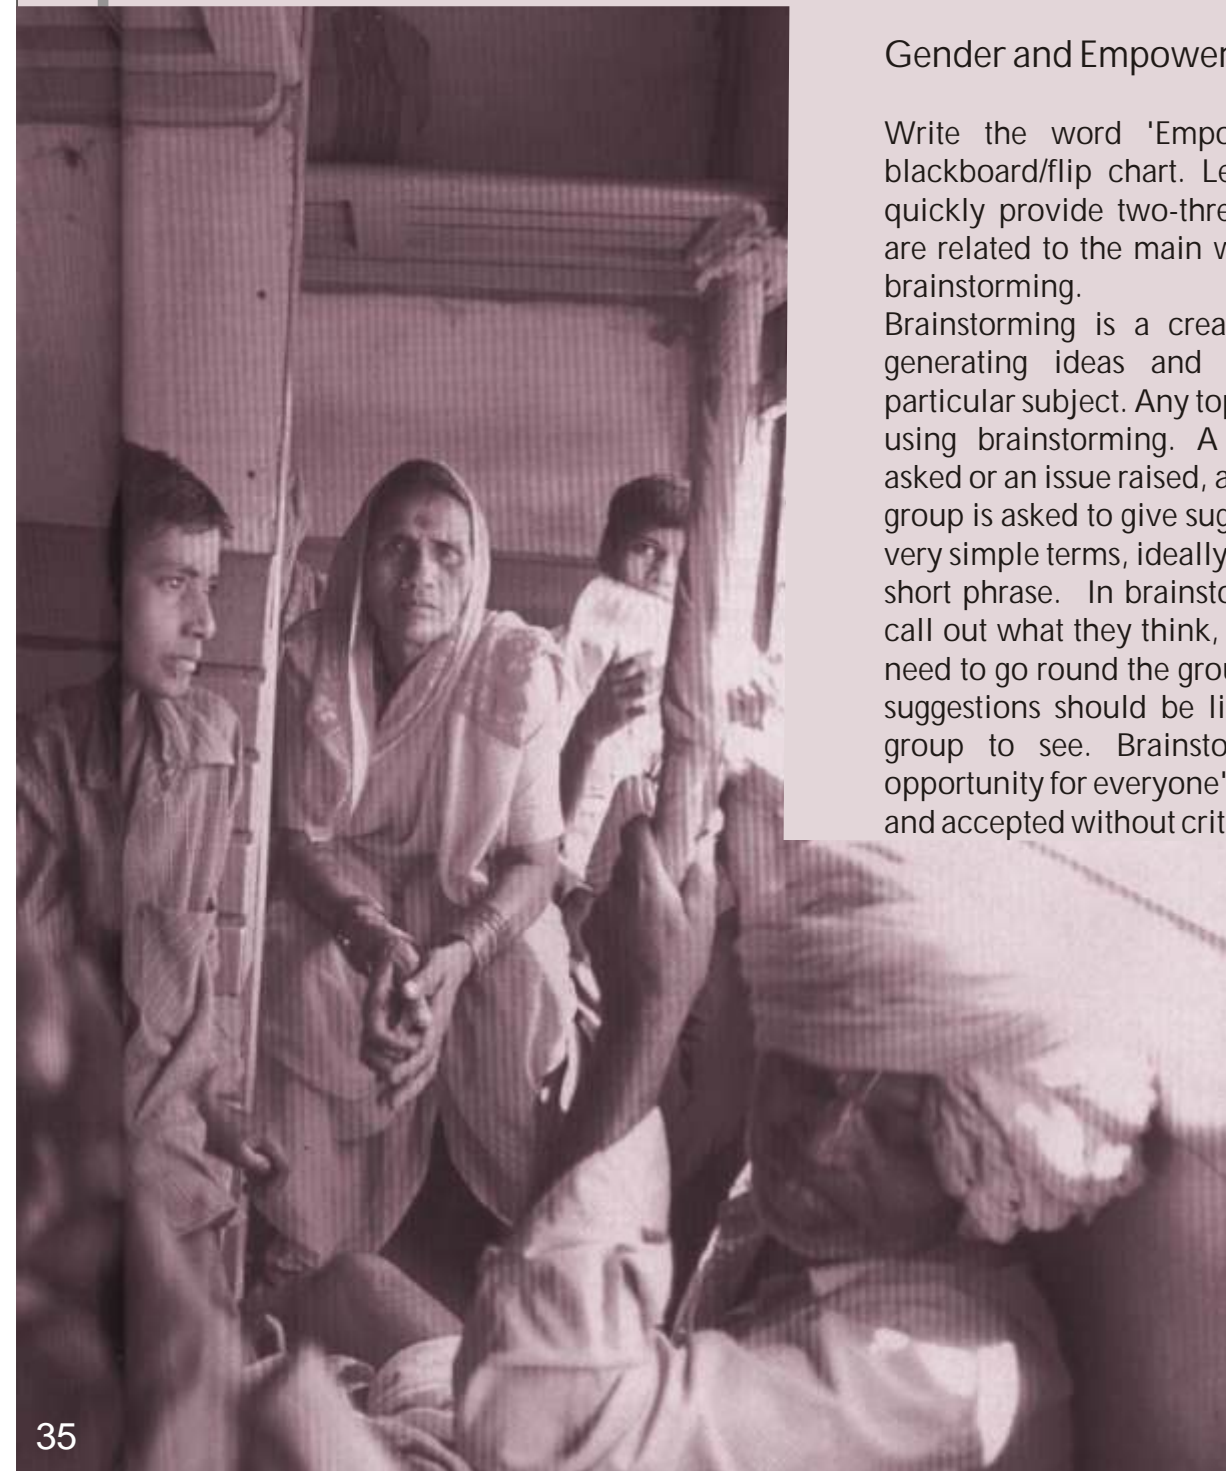 Gender and Empower
Write the word 'Empo
blackboard/flip chart. Le
quickly provide two-thre
are related to the main w
brainstorming.
Brainstorming is a crea
generating ideas and
particular subject. Any top
using brainstorming. A
asked or an issue raised, a
group is asked to give sug
very simple terms, ideally
short phrase. In brainsto
call out what they think,
need to go round the grou
suggestions should be li
group to see. Brainsto
opportunity for everyone'
and accepted without crit
35